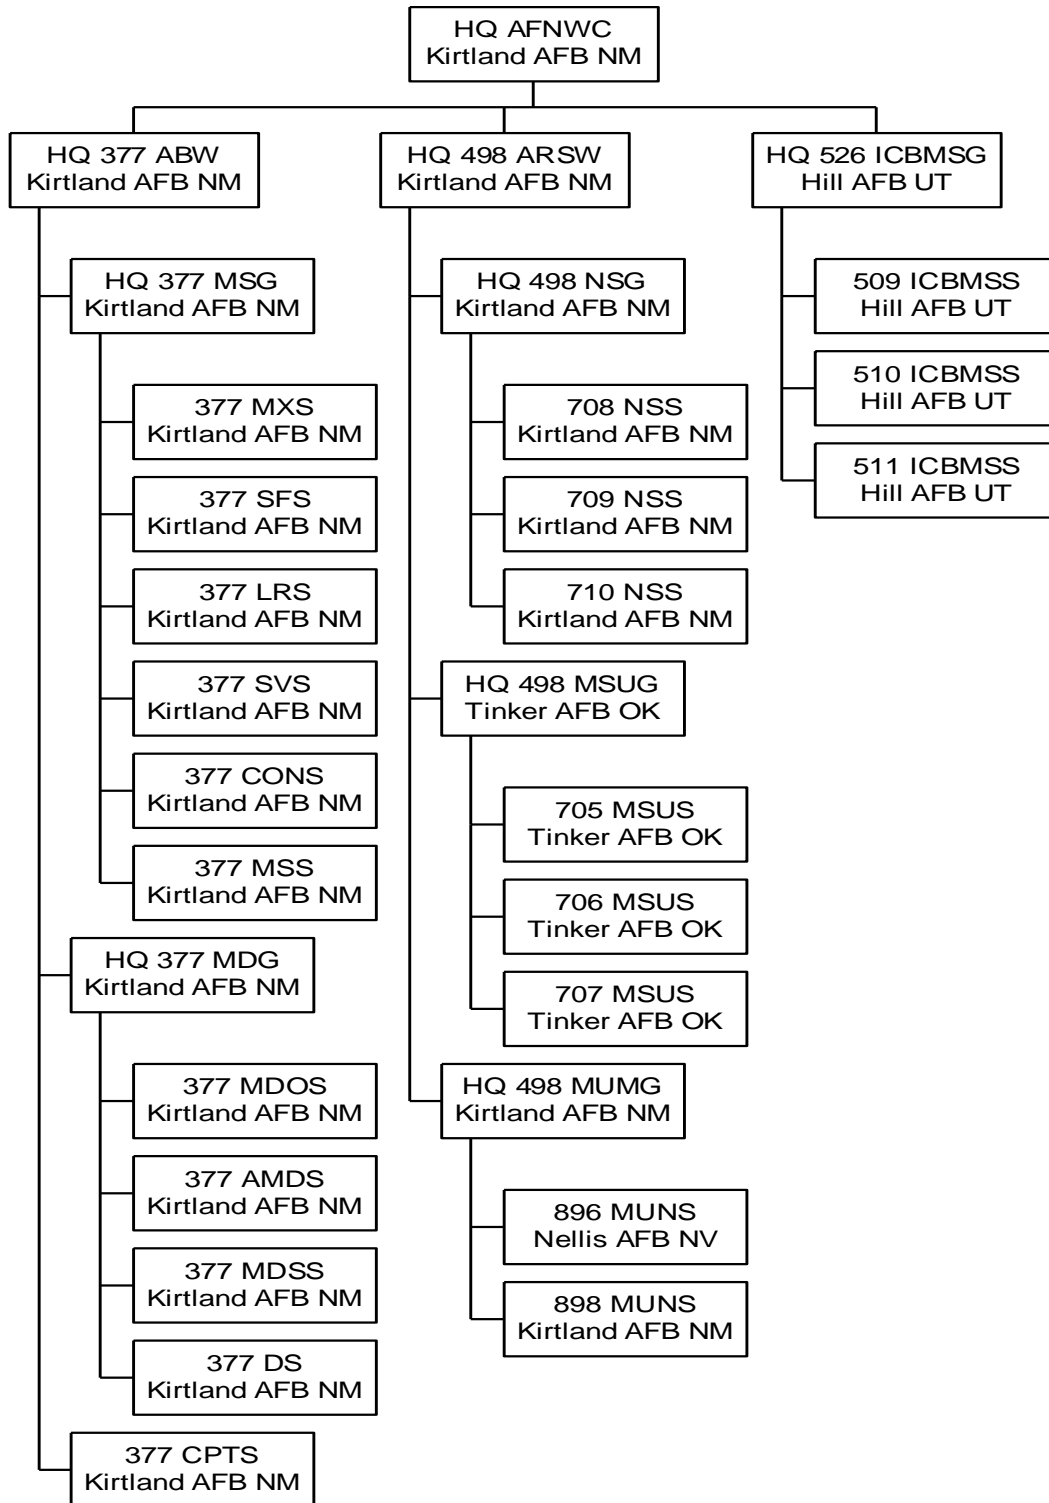 HQ AFNWC
Kirtland AFB NM
HQ 377 ABW
Kirtland AFB NM
HQ 377 MSG
Kirtland AFB NM
377 MXS
Kirtland AFB NM
377 SFS
Kirtland AFB NM
377 LRS
Kirtland AFB NM
377 SVS
Kirtland AFB NM
377 CONS
Kirtland AFB NM
377 MSS
Kirtland AFB NM
HQ 377 MDG
Kirtland AFB NM
377 MDOS
Kirtland AFB NM
377 AMDS
Kirtland AFB NM
377 MDSS
Kirtland AFB NM
377 DS
Kirtland AFB NM
377 CPTS
Kirtland AFB NM
HQ 498 ARSW
Kirtland AFB NM
HQ 498 NSG
Kirtland AFB NM
708 NSS
Kirtland AFB NM
709 NSS
Kirtland AFB NM
710 NSS
Kirtland AFB NM
HQ 498 MSUG
Tinker AFB OK
705 MSUS
Tinker AFB OK
706 MSUS
Tinker AFB OK
707 MSUS
Tinker AFB OK
HQ 498 MUMG
Kirtland AFB NM
896 MUNS
Nellis AFB NV
898 MUNS
Kirtland AFB NM
HQ 526 ICBMSG
Hill AFB UT
509 ICBMSS
Hill AFB UT
510 ICBMSS
Hill AFB UT
511 ICBMSS
Hill AFB UT